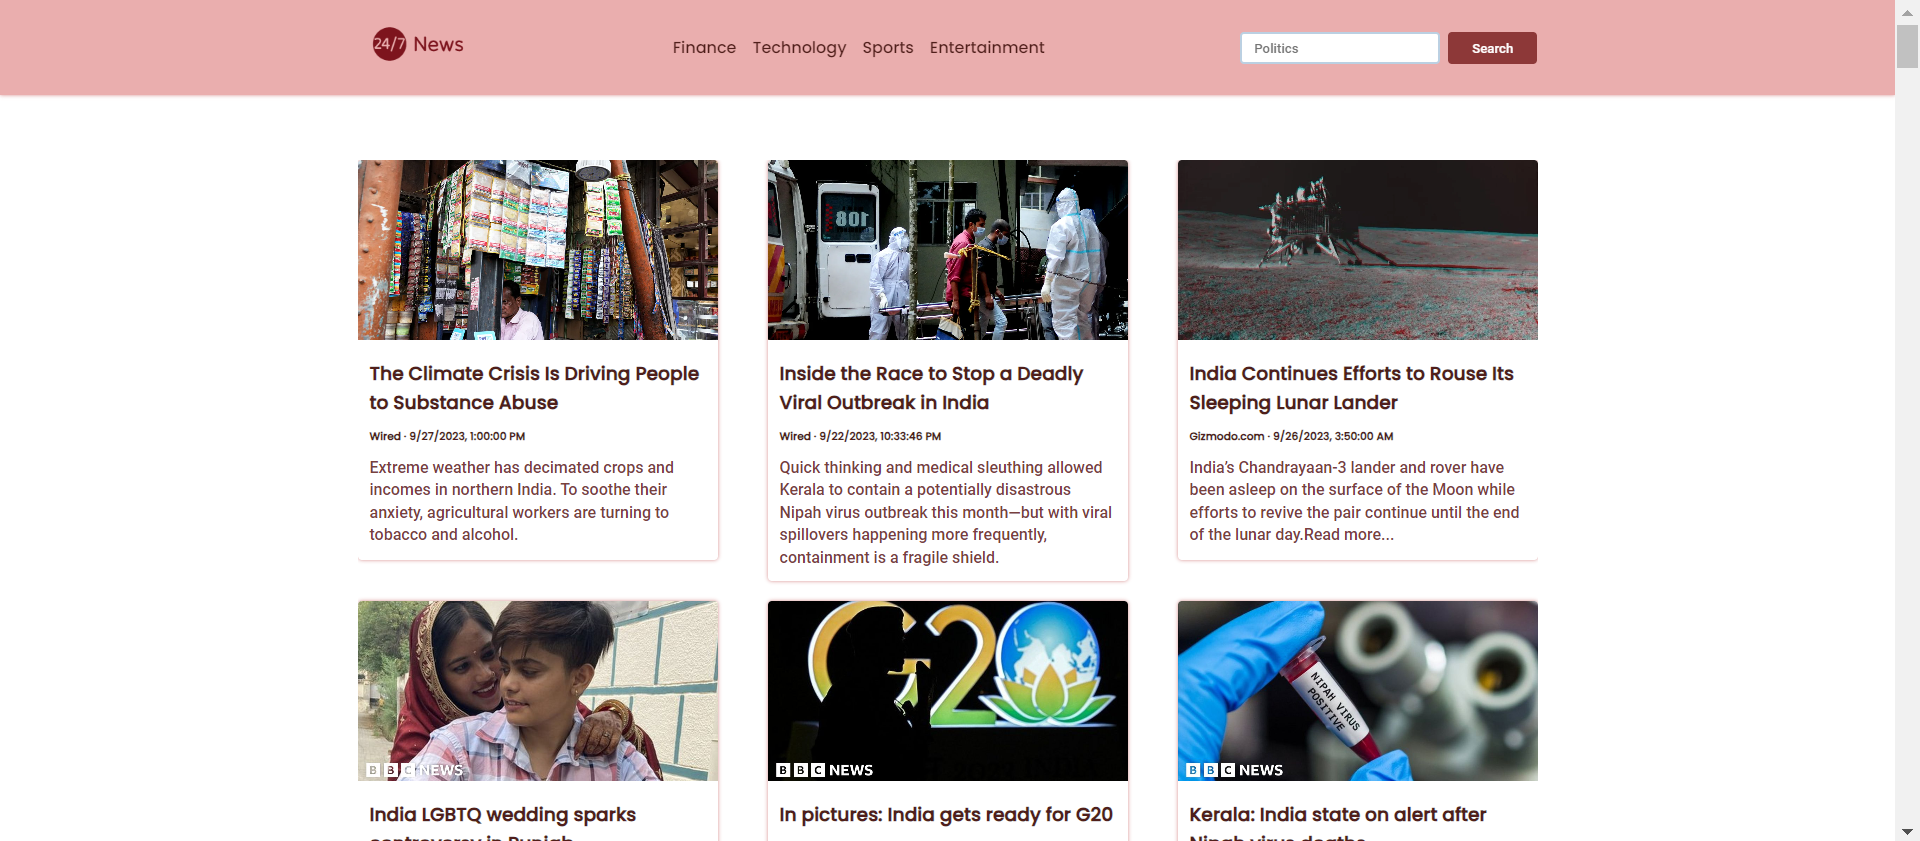 24/7 News
Finance Technology Sports Entertainment
Politics
Search
108
The Climate Crisis Is Driving People
to Substance Abuse
Wired · 9/27/2023, 1:00:00 PM
Extreme weather has decimated crops and
incomes in northern India. To soothe their
anxiety, agricultural workers are turning to
tobacco and alcohol.
Inside the Race to Stop a Deadly
Viral Outbreak in India
Wired · 9/22/2023, 10:33:46 PM
Quick thinking and medical sleuthing allowed
Kerala to contain a potentially disastrous
Nipah virus outbreak this month—but with viral
spillovers happening more frequently,
containment is a fragile shield.
India Continues Efforts to Rouse Its
Sleeping Lunar Lander
Gizmodo.com · 9/26/2023, 3:50:00 AM
India’s Chandrayaan-3 lander and rover have
been asleep on the surface of the Moon while
efforts to revive the pair continue until the end
of the lunar day.Read more...
BBC NEWS
India LGBTQ wedding sparks
controversy in Punjab
G20
BBC NEWS
In pictures: India gets ready for G20
NIPAH VIRUS
POSITIVE
BBC NEWS
Kerala: India state on alert after
Nipah virus deaths